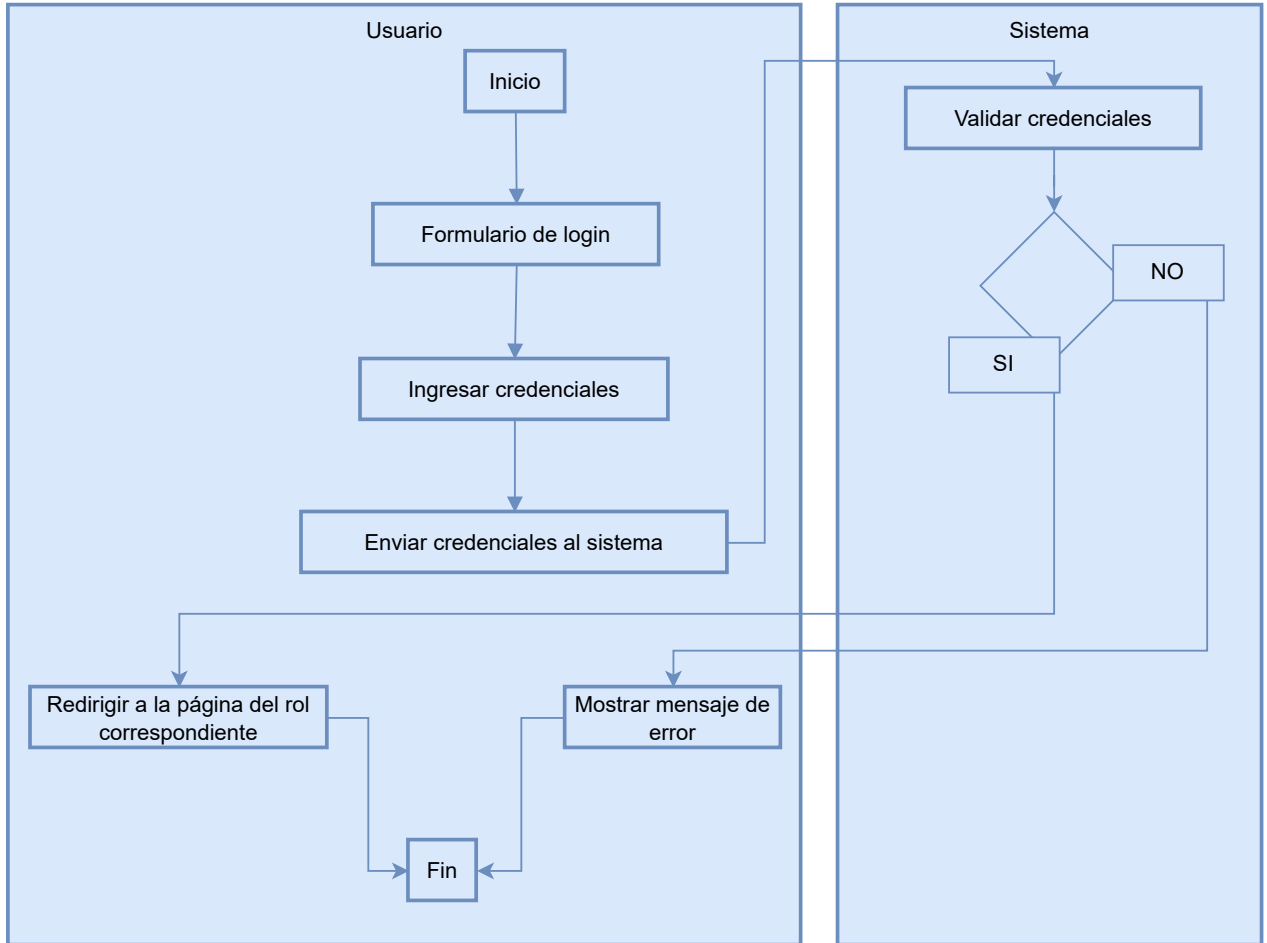 Usuario
Inicio
Formulario de login
Ingresar credenciales
Enviar credenciales al sistema
Sistema
Validar credenciales
NO
SI
Redirigir a la página del rol
correspondiente
Mostrar mensaje de
error
Fin